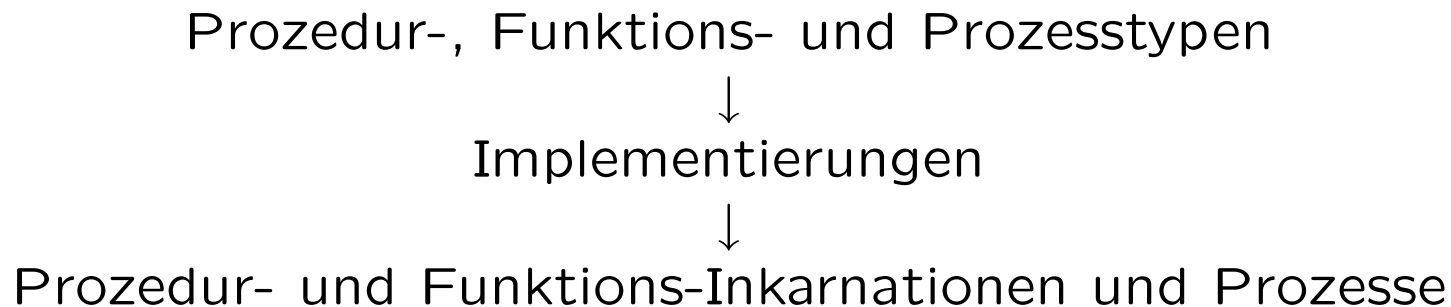 Prozedur-, Funktions- und Prozesstypen
↓
Implementierungen
↓
Prozedur- und Funktions-Inkarnationen und Prozesse